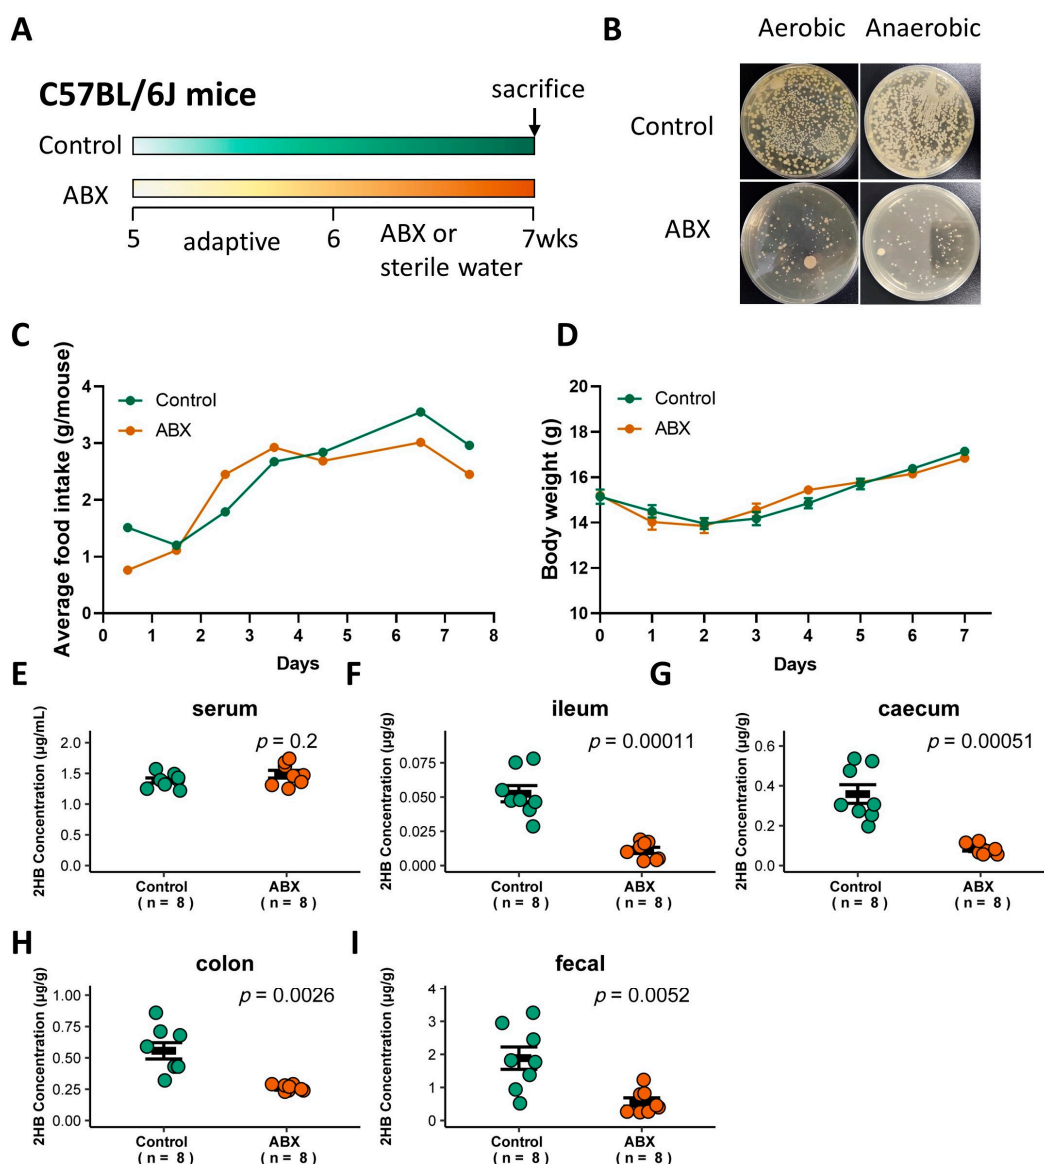 A
C57BL/6J mice
sacrifice
Control
ABX
5
adaptive
6
ABX or
sterile water
7wks
B
Aerobic
Anaerobic
Control
ABX
C
Average food intake (g/mouse)
4
3
2
1
0
Control
ABX
0 1 2 3 4 5 6 7 8
Days
D
Body weight (g)
20
18
16
14
12
10
Control
ABX
0 1 2 3 4 5 6 7
Days
E
serum
p = 0.2
2HB Concentration (µg/mL)
2.0
1.5
1.0
0.5
0.0
Control
( n = 8 )
ABX
( n = 8 )
F
ileum
p = 0.00011
2HB Concentration (µg/g)
0.075
0.050
0.025
0.000
Control
( n = 8 )
ABX
( n = 8 )
G
caecum
p = 0.00051
2HB Concentration (µg/g)
0.6
0.4
0.2
0.0
Control
( n = 8 )
ABX
( n = 8 )
H
colon
p = 0.0026
2HB Concentration (µg/g)
1.00
0.75
0.50
0.25
0.00
Control
( n = 8 )
ABX
( n = 8 )
I
fecal
p = 0.0052
2HB Concentration (µg/g)
4
3
2
1
0
Control
( n = 8 )
ABX
( n = 8 )